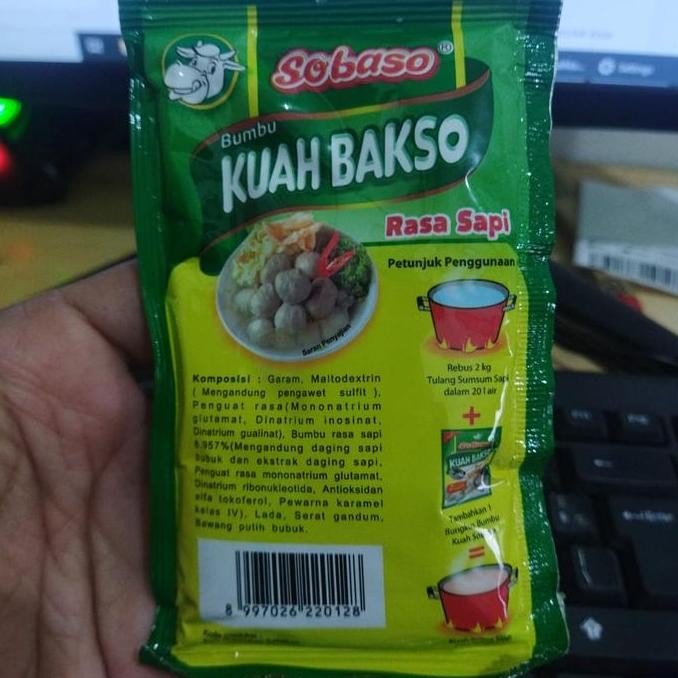 Sobaso®
Bumbu
KUAH BAKSO
Rasa Sapi
Petunjuk Penggunaan
Saran Penyajian
Rebus 2 kg
Tulang Sumsum Sapi
dalam 20 l air
+
KUAH BAKSO
Tambahkan 1
Bungkus Bumbu
Kuah
=
Komposisi : Garam, Maltodextrin
( Mengandung pengawet sulfit ),
Penguat rasa(Mononatrium
glutamat, Dinatrium inosinat,
Dinatrium gualinat), Bumbu rasa sapi
6,957%(Mengandung daging sapi
bubuk dan ekstrak daging sapi,
Penguat rasa mononatrium glutamat,
Dinatrium ribonukleotida, Antioksidan
alfa tokoferol, Pewarna karamel
kelas IV), Lada, Serat gandum,
Bawang putih bubuk.
8 997026 220128